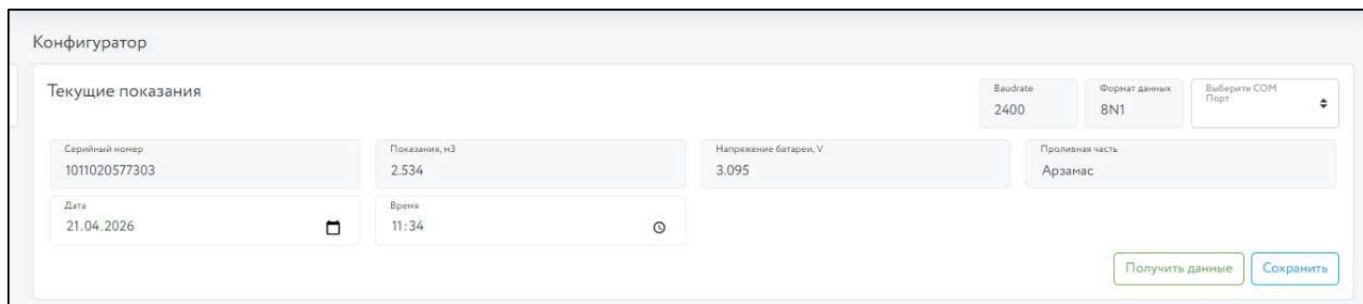 Конфигуратор
Текущие показания
Baudrate
2400
Формат данных
8N1
Выберите COM
Порт
Серийный номер
1011020577303
Показания, м3
2.534
Напряжение батареи, V
3.095
Проливная часть
Арзамас
Дата
21.04.2026
Время
11:34
Получить данные
Сохранить